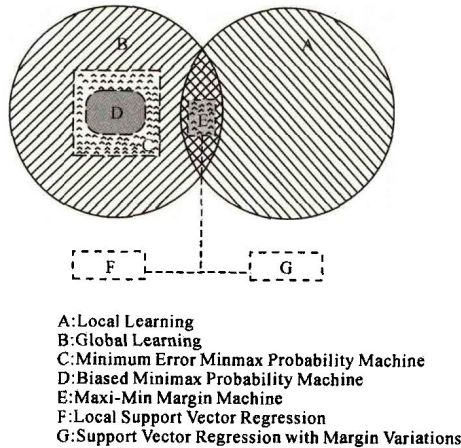 B
A
D
E
C
F
G
A:Local Learning
B:Global Learning
C:Minimum Error Minmax Probability Machine
D:Biased Minimax Probability Machine
E:Maxi-Min Margin Machine
F:Local Support Vector Regression
G:Support Vector Regression with Margin Variations